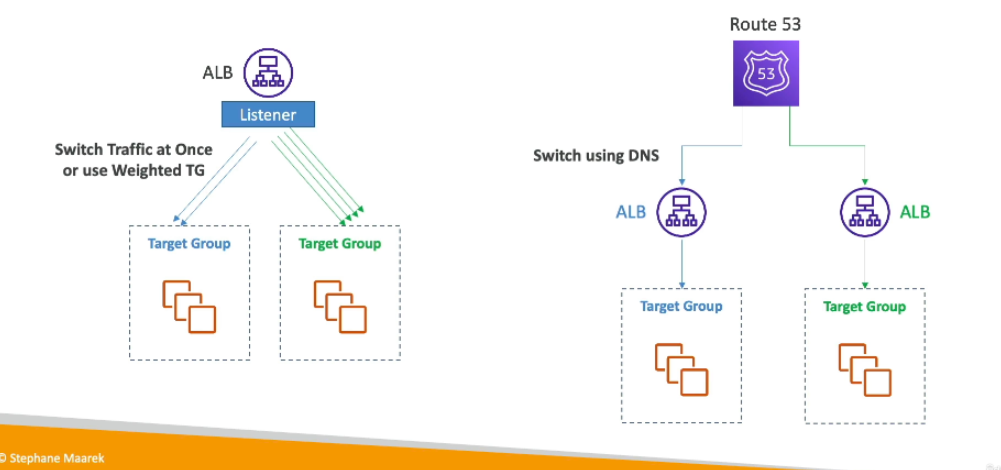 ALB
Listener
Switch Traffic at Once
or use Weighted TG
Target Group
Target Group
Route 53
53
Switch using DNS
ALB
ALB
Target Group
Target Group
© Stephane Maarek